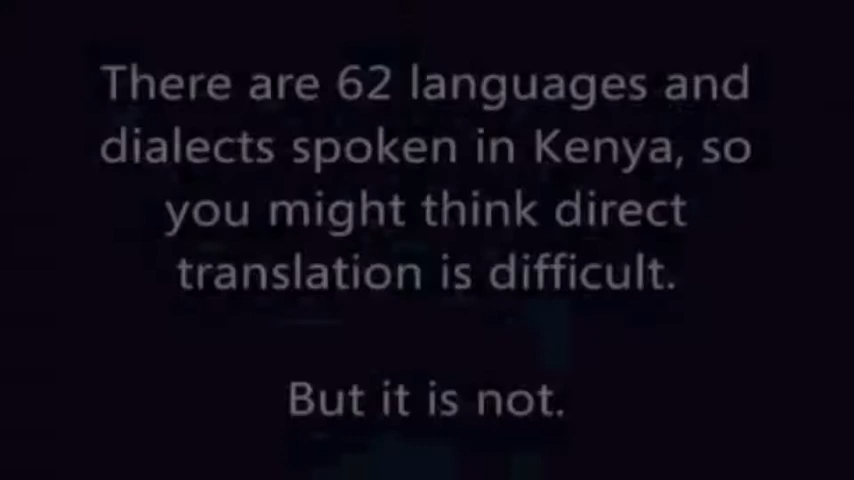 There are 62 languages and
dialects spoken in Kenya, so
you might think direct
translation is difficult.
But it is not.